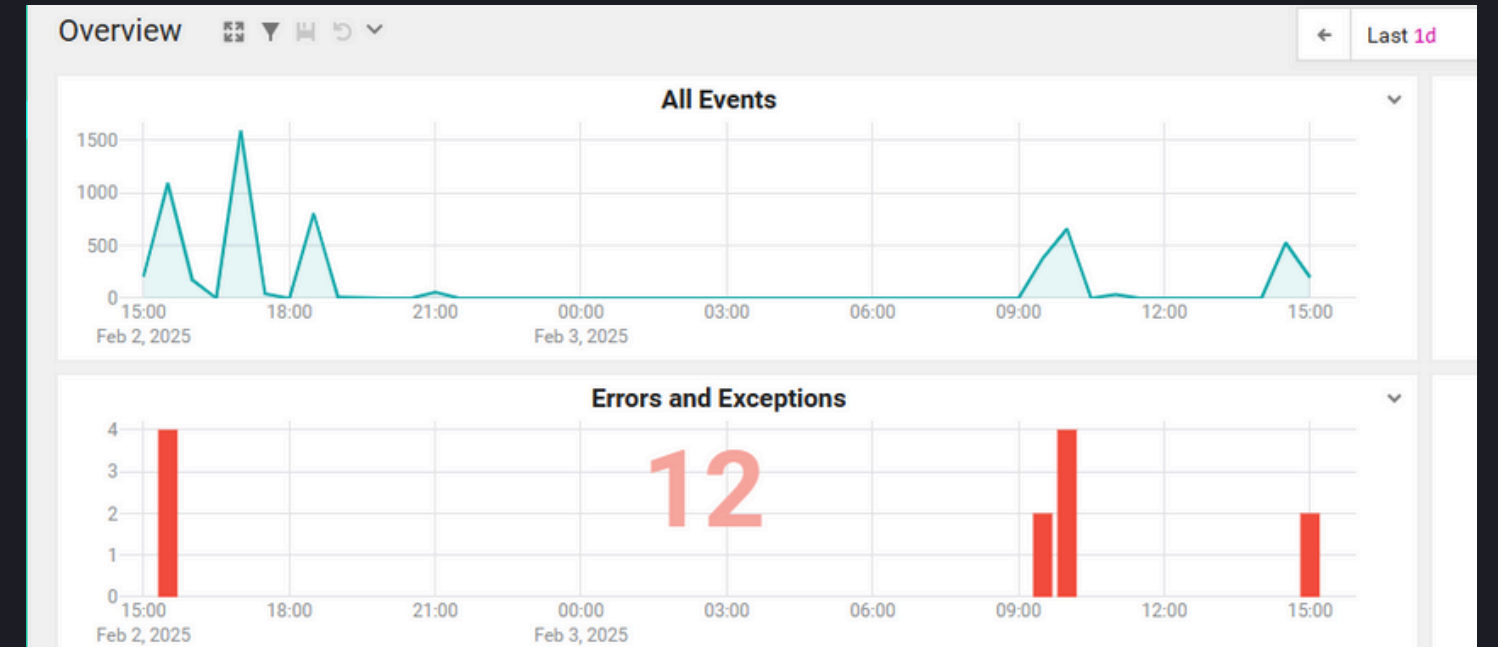 Overview
Last 1d
All Events
1500
1000
500
0
15:00 18:00 21:00 00:00 03:00 06:00 09:00 12:00 15:00
Feb 2, 2025 Feb 3, 2025
Errors and Exceptions
12
4
3
2
1
0
15:00 18:00 21:00 00:00 03:00 06:00 09:00 12:00 15:00
Feb 2, 2025 Feb 3, 2025